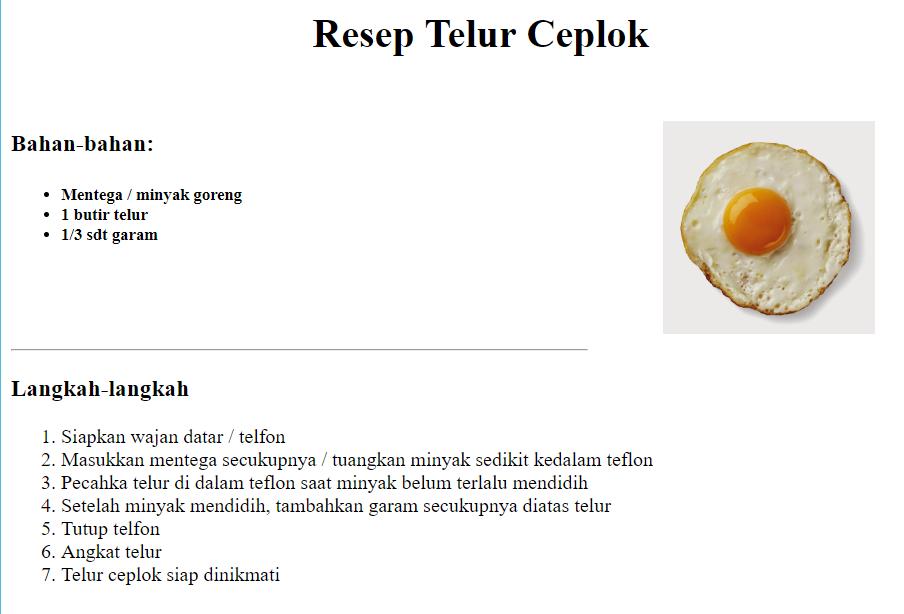 Resep Telur Ceplok
Bahan-bahan:
• Mentega / minyak goreng
• 1 butir telur
• 1/3 sdt garam
Langkah-langkah
1. Siapkan wajan datar / telfon
2. Masukkan mentega secukupnya / tuangkan minyak sedikit kedalam teflon
3. Pecahka telur di dalam teflon saat minyak belum terlalu mendidih
4. Setelah minyak mendidih, tambahkan garam secukupnya diatas telur
5. Tutup telfon
6. Angkat telur
7. Telur ceplok siap dinikmati